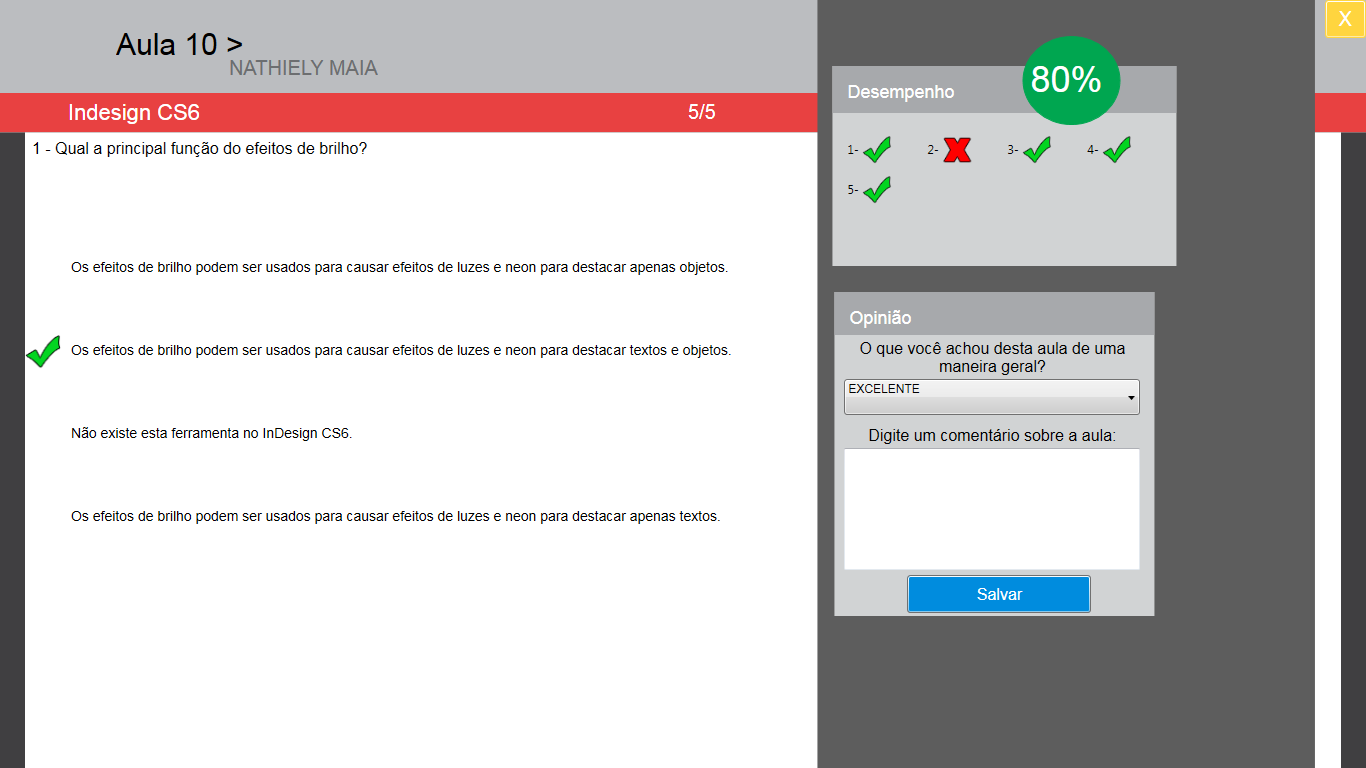 Aula 10 >
NATHIELY MAIA
Indesign CS6
5/5
1 - Qual a principal função do efeitos de brilho?
Os efeitos de brilho podem ser usados para causar efeitos de luzes e neon para destacar apenas objetos.
Os efeitos de brilho podem ser usados para causar efeitos de luzes e neon para destacar textos e objetos.
Não existe esta ferramenta no InDesign CS6.
Os efeitos de brilho podem ser usados para causar efeitos de luzes e neon para destacar apenas textos.
X
80%
Desempenho
1- 2- 3- 4-
5-
Opinião
O que você achou desta aula de uma
maneira geral?
EXCELENTE
Digite um comentário sobre a aula:
Salvar